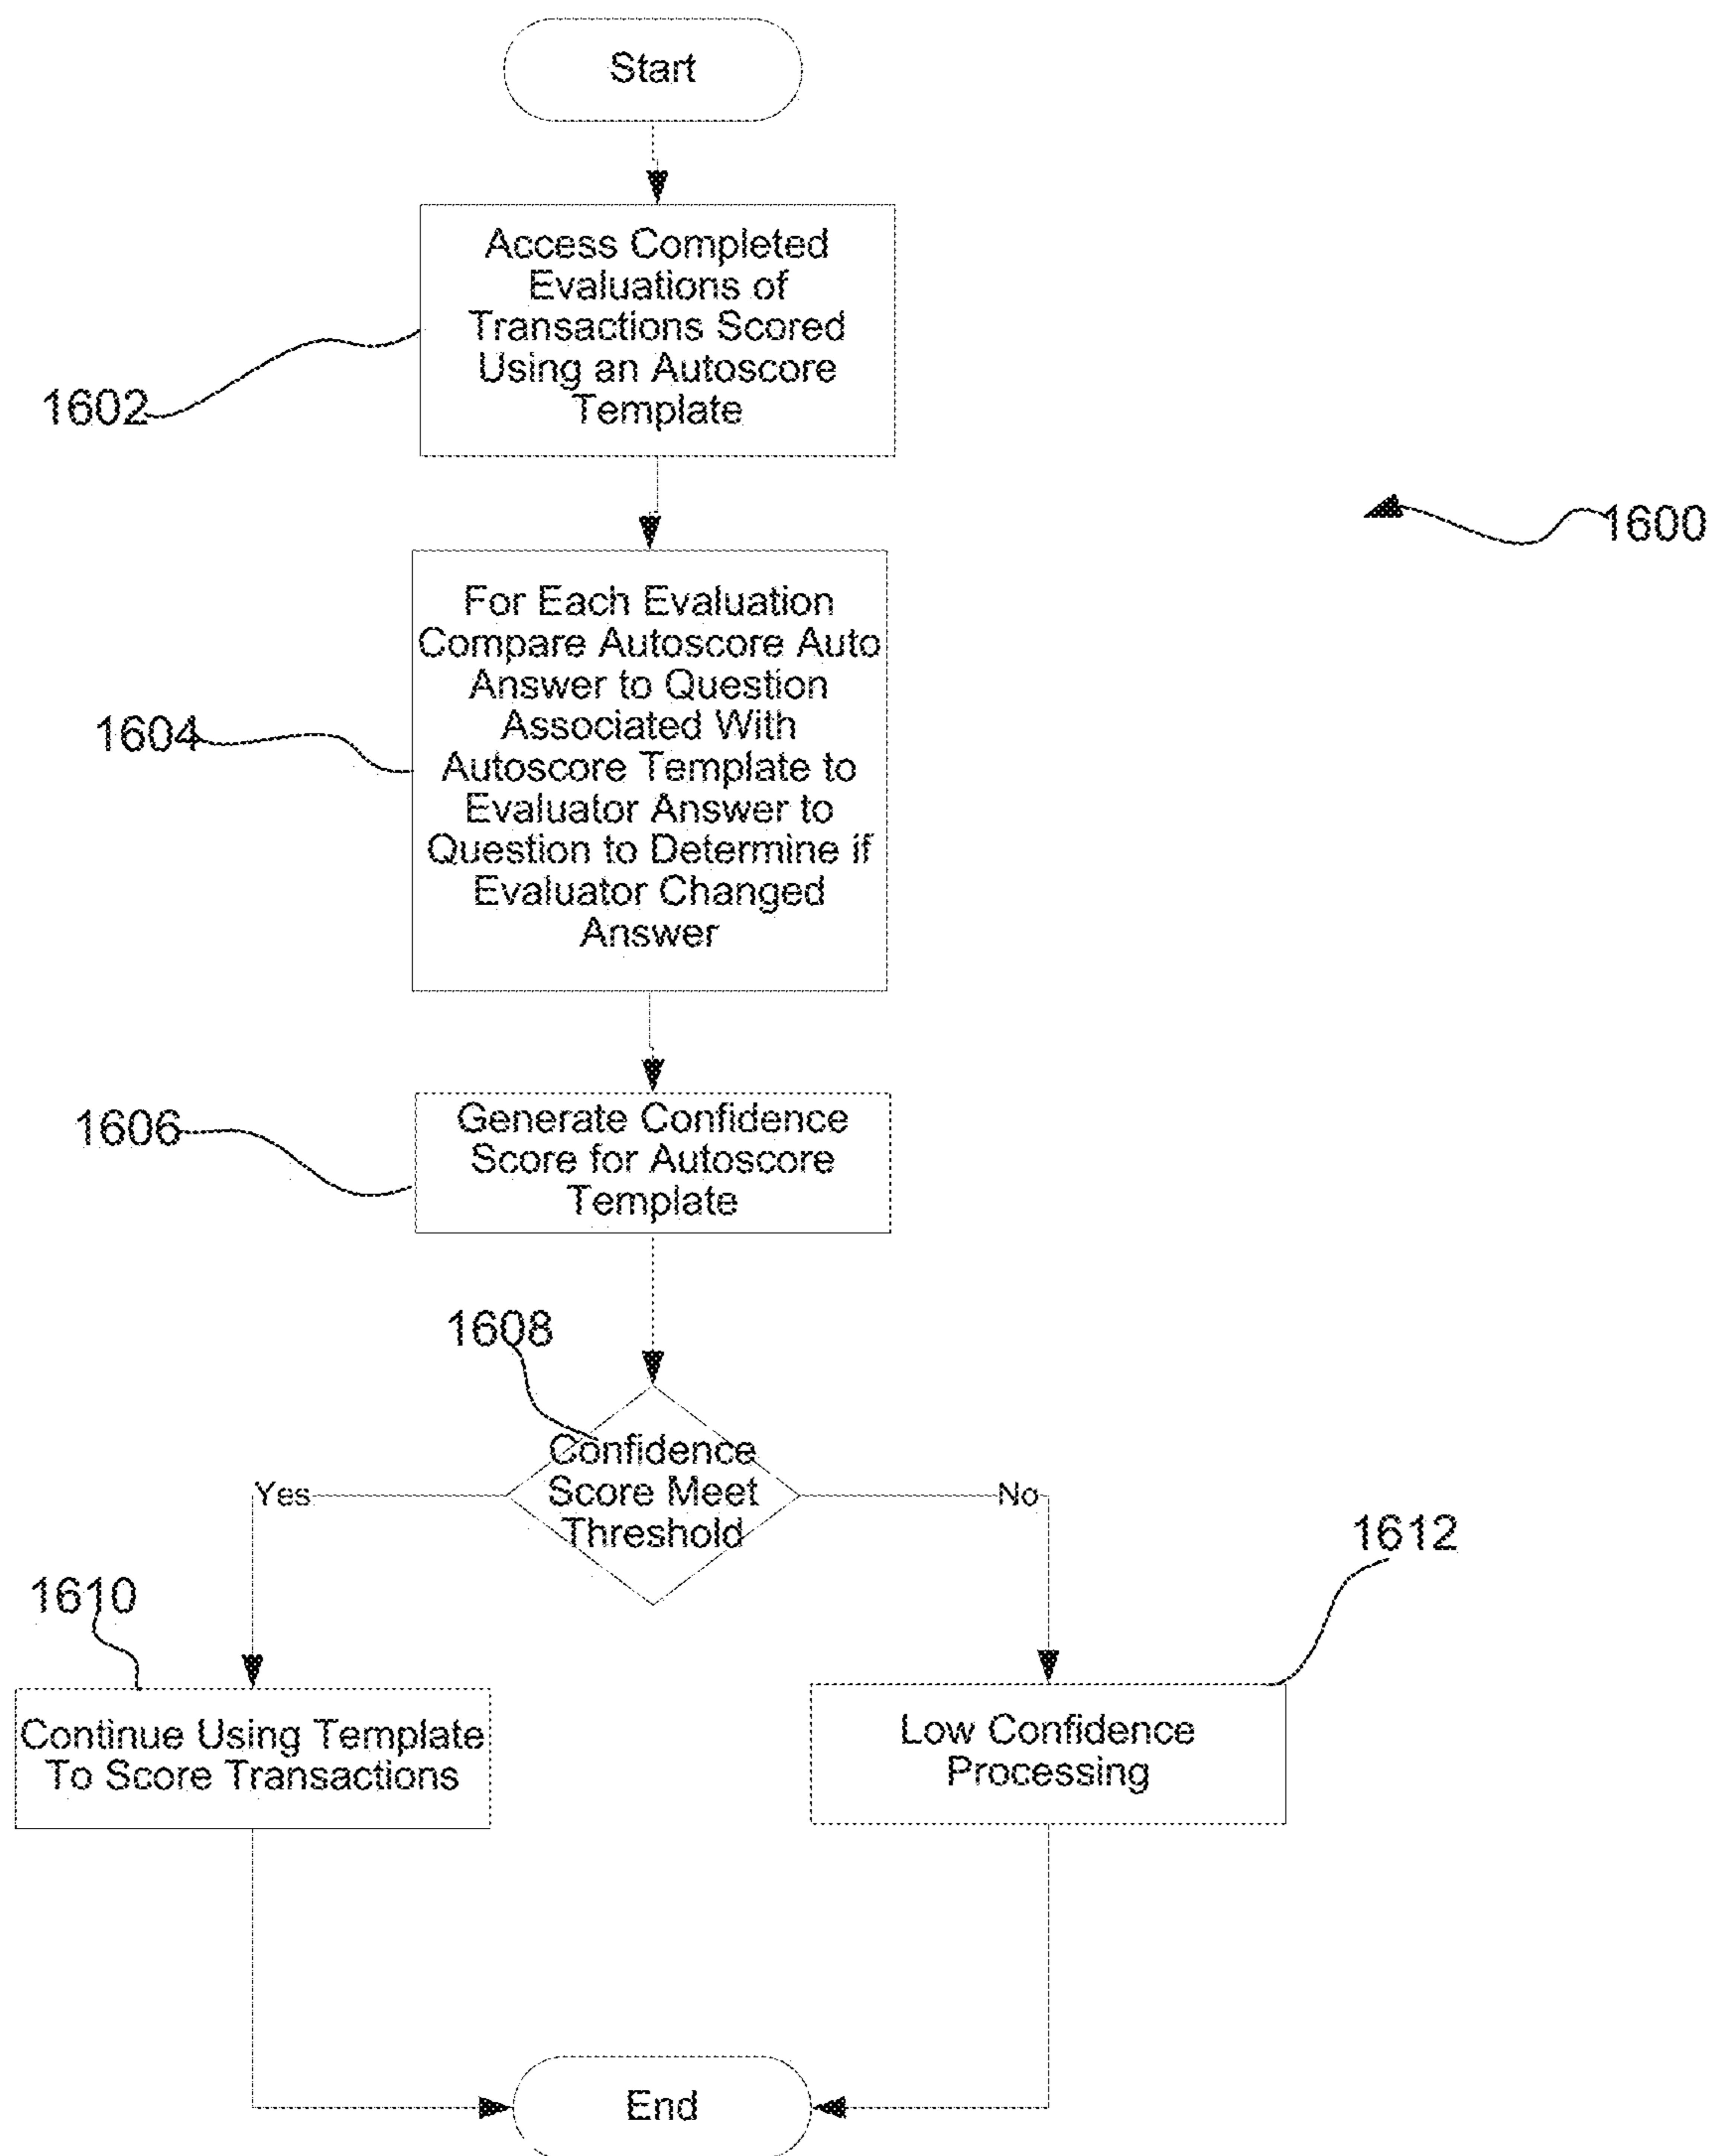 Start
Access Completed
Evaluations of
Transactions Scored
Using an Autoscore
Template
1602
1600
For Each Evaluation
Compare Autoscore Auto
Answer to Question
Associated With
Autoscore Template to
Evaluator Answer to
Question to Determine if
Evaluator Changed
Answer
1604
Generate Confidence
Score for Autoscore
Template
1606
1608
Confidence
Score Meet
Threshold
Yes
No
1610
1612
Continue Using Template
To Score Transactions
Low Confidence
Processing
End